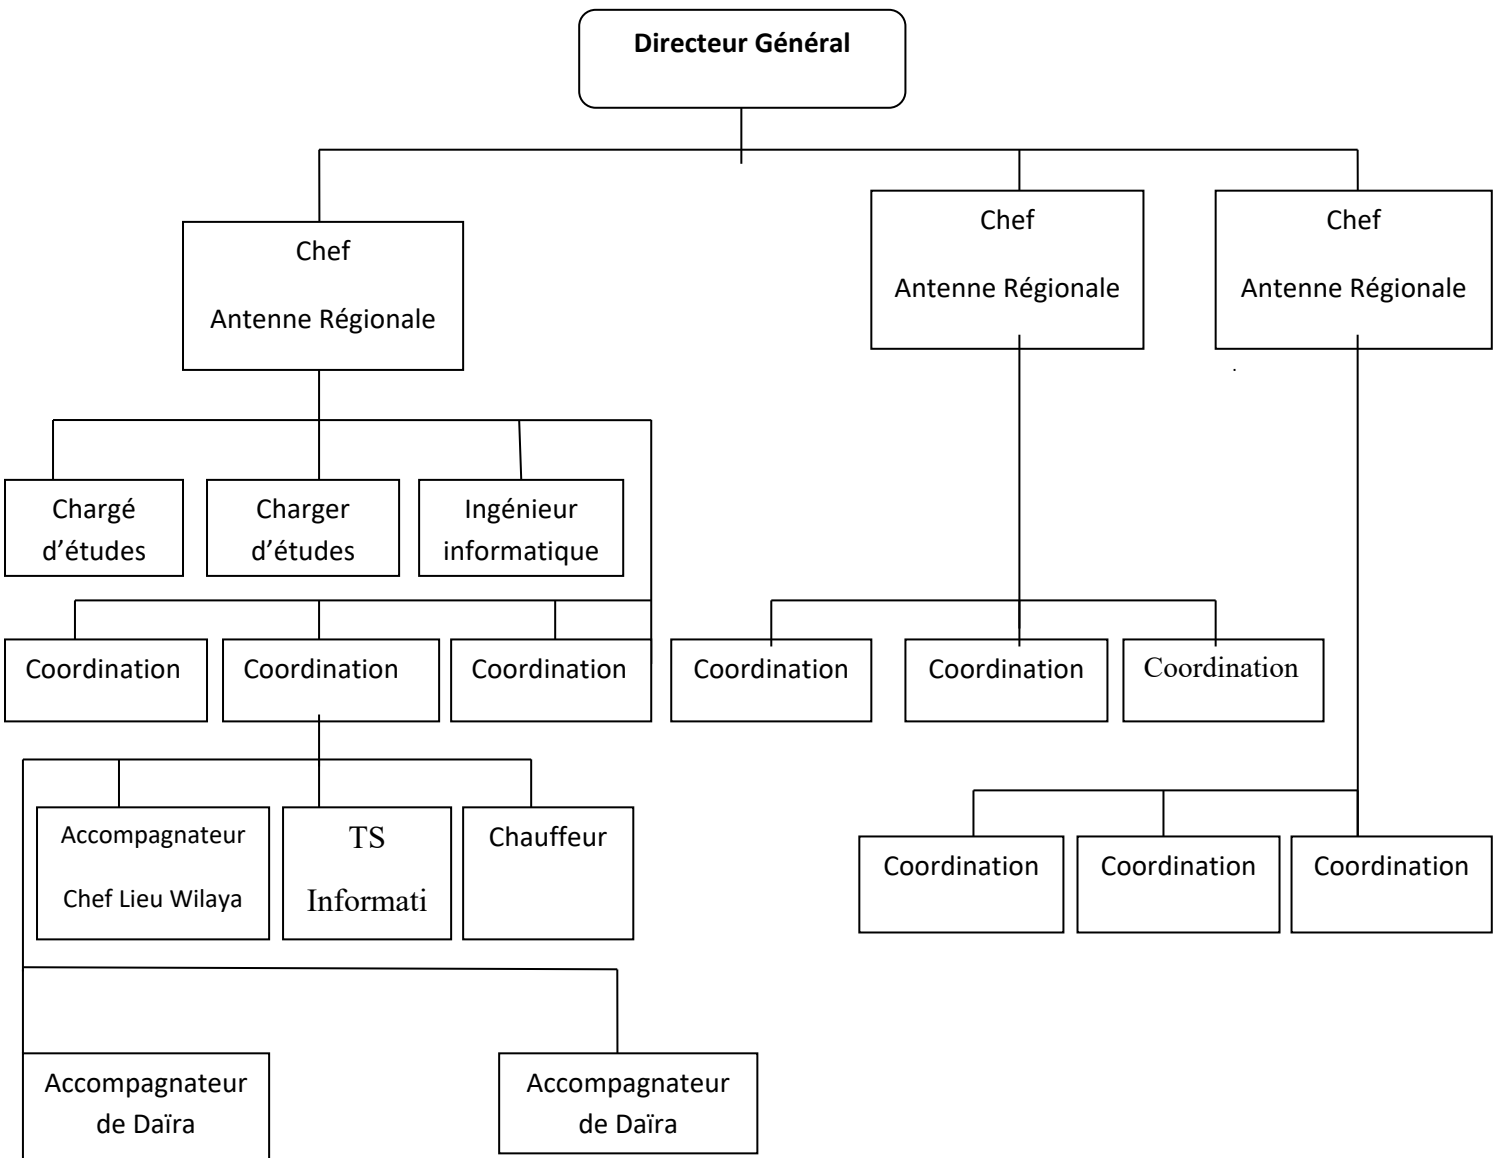 Directeur Général
Chef
Antenne Régionale
Chef
Antenne Régionale
Chef
Antenne Régionale
.
Chargé
d’études
Charger
d’études
Ingénieur
informatique
Coordination
Coordination
Coordination
Coordination
Coordination
Coordination
Accompagnateur
Chef Lieu Wilaya
TS
Informati
Chauffeur
Coordination
Coordination
Coordination
Accompagnateur
de Daïra
Accompagnateur
de Daïra